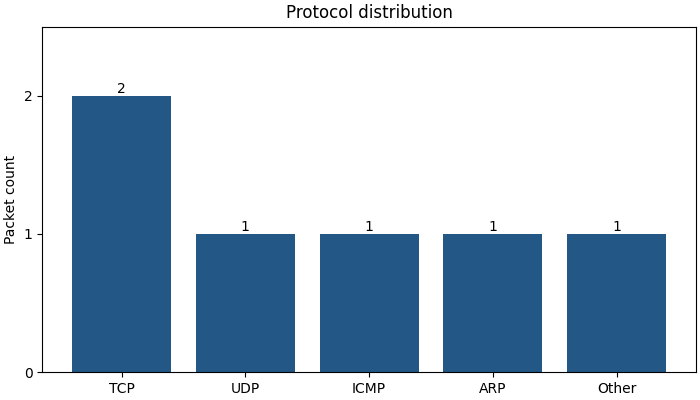 Protocol distribution
Packet count
2
1
0
2
1
1
1
1
TCP
UDP
ICMP
ARP
Other